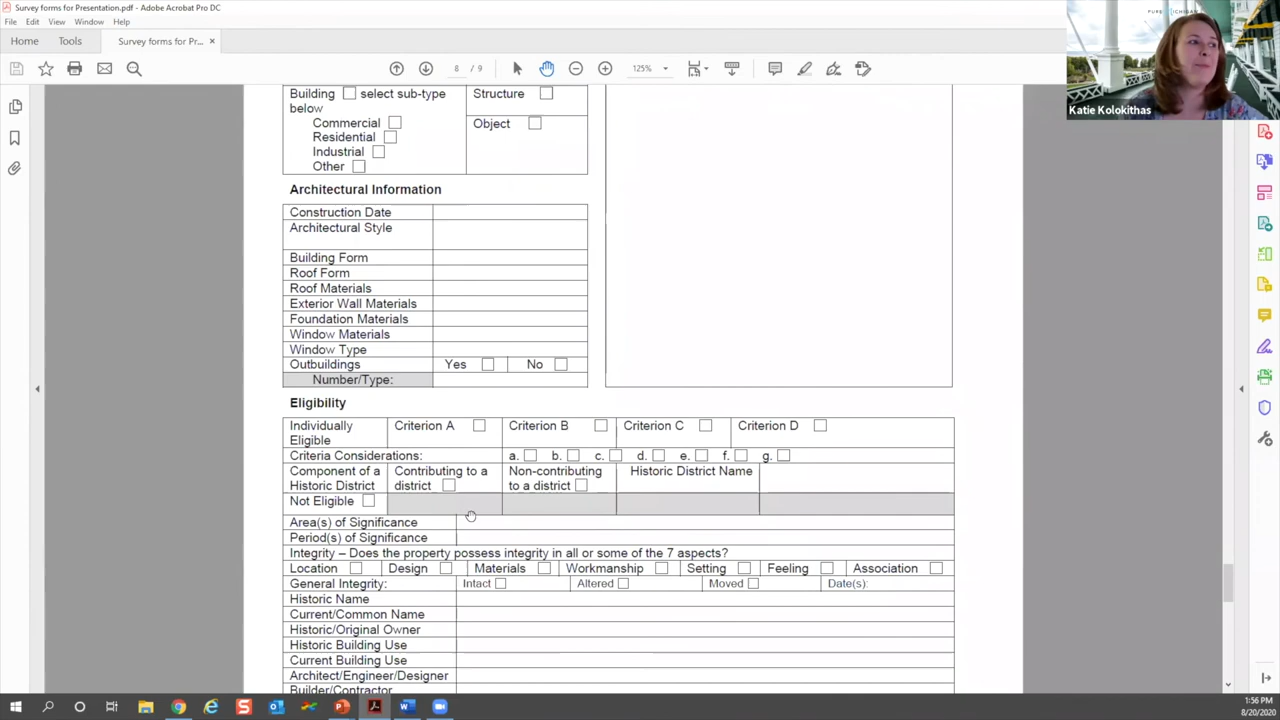 Survey forms for Presentation.pdf - Adobe Acrobat Pro DC
File Edit View Window Help
Home Tools Survey forms for Pr... ×
8 / 9 125%
PURE MICHIGAN
Katie Kolokithas
Building select sub-type
below
Commercial
Residential
Industrial
Other
Structure
Object
Architectural Information
Construction Date
Architectural Style
Building Form
Roof Form
Roof Materials
Exterior Wall Materials
Foundation Materials
Window Materials
Window Type
Outbuildings Yes No
Number/Type:
Eligibility
Individually
Eligible
Criterion A Criterion B Criterion C Criterion D
Criteria Considerations: a. b. c. d. e. f. g.
Component of a
Historic District
Contributing to a
district
Non-contributing
to a district
Historic District Name
Not Eligible
Area(s) of Significance
Period(s) of Significance
Integrity – Does the property possess integrity in all or some of the 7 aspects?
Location Design Materials Workmanship Setting Feeling Association
General Integrity: Intact Altered Moved Date(s):
Historic Name
Current/Common Name
Historic/Original Owner
Historic Building Use
Current Building Use
Architect/Engineer/Designer
Builder/Contractor
1:56 PM
8/20/2020